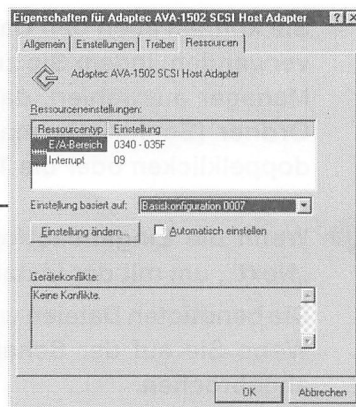 Eigenschaften für Adaptec AVA-1502 SCSI Host Adapter
Allgemein Einstellungen Treiber Ressourcen
Adaptec AVA-1502 SCSI Host Adapter
Ressourceneinstellungen:
Ressourcentyp Einstellung
E/A-Bereich 0340 - 035F
Interrupt 09
Einstellung basiert auf: Basiskonfiguration 0007
Einstellung ändern... Automatisch einstellen
Gerätekonflikte:
Keine Konflikte.
OK Abbrechen